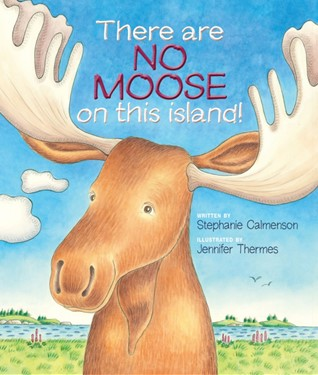 There are
NO
MOOSE
on this island!
WRITTEN BY
Stephanie Calmenson
ILLUSTRATED BY
Jennifer Thermes